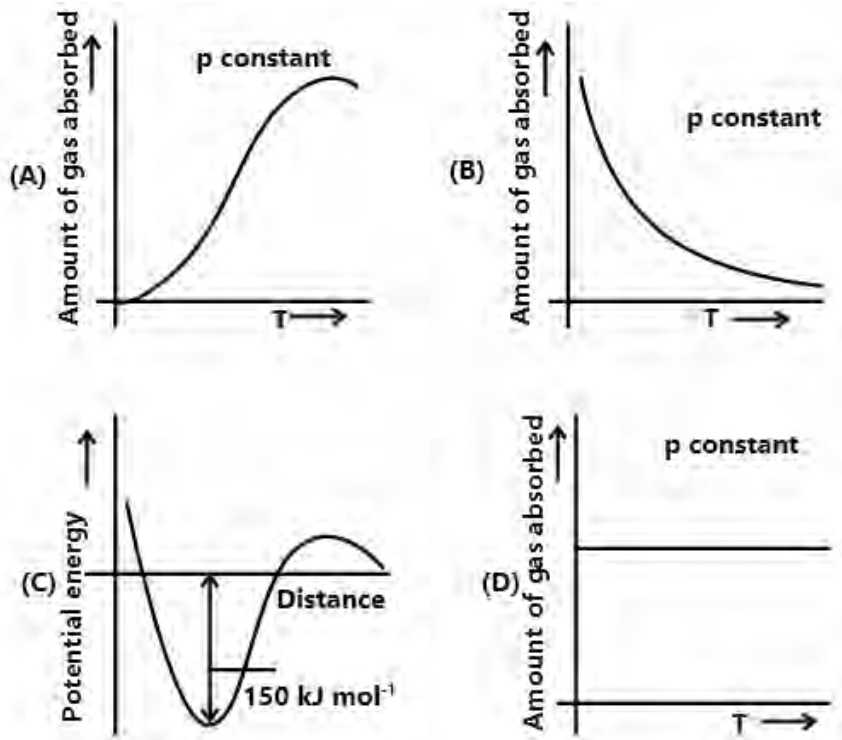 (A)
Amount of gas absorbed
p constant
T
(B)
Amount of gas absorbed
p constant
T
(C)
Potential energy
Distance
150 kJ mol⁻¹
(D)
Amount of gas absorbed
p constant
T